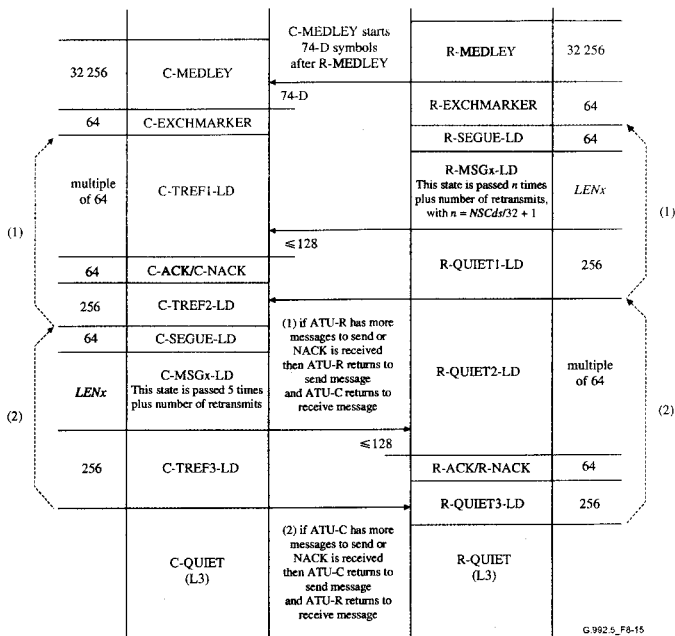 C-MEDLEY starts
74-D symbols
after R-MEDLEY
R-MEDLEY
32 256
32 256
C-MEDLEY
74-D
R-EXCHMARKER
64
64
C-EXCHMARKER
R-SEGUE-LD
64
multiple
of 64
C-TREF1-LD
R-MSGx-LD
This state is passed n times
plus number of retransmits,
with n = NSCds/32 + 1
LENx
(1)
(1)
≤128
R-QUIET1-LD
256
64
C-ACK/C-NACK
256
C-TREF2-LD
64
C-SEGUE-LD
(1) if ATU-R has more
messages to send or
NACK is received
then ATU-R returns to
send message
and ATU-C returns to
receive message
R-QUIET2-LD
multiple
of 64
LENx
C-MSGx-LD
This state is passed 5 times
plus number of retransmits
(2)
(2)
≤128
256
C-TREF3-LD
R-ACK/R-NACK
64
R-QUIET3-LD
256
C-QUIET
(L3)
(2) if ATU-C has more
messages to send or
NACK is received
then ATU-C returns to
send message
and ATU-R returns to
receive message
R-QUIET
(L3)
G.992.5_F8-15